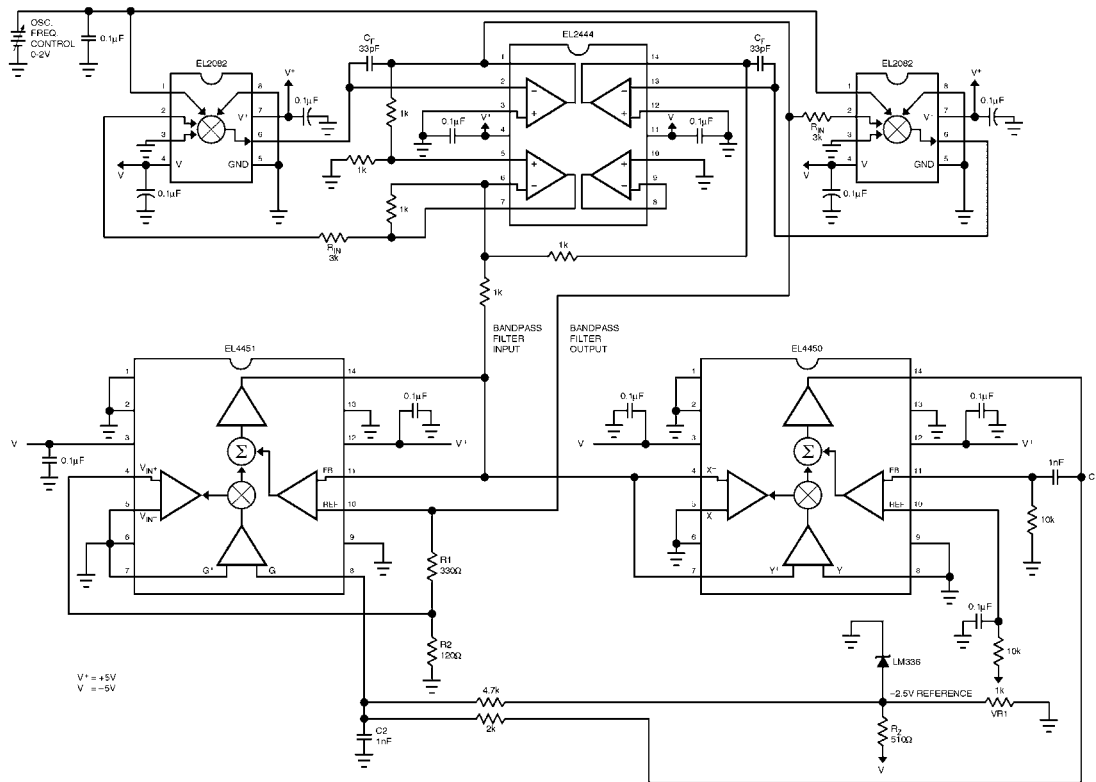 OSC.
FREQ.
CONTROL
0-2V
0.1µF
EL2082
V+
0.1µF
1
2
3
4
8
7
6
5
V+
V
GND
V
0.1µF
CF
33pF
EL2444
1
2
3
4
5
6
7
14
13
12
11
10
9
8
0.1µF
V+
V
0.1µF
1k
1k
1k
RIN
3k
1k
1k
CF
33pF
EL2082
V+
0.1µF
RIN
3k
1
2
3
4
8
7
6
5
V
GND
V
0.1µF
BANDPASS
FILTER
INPUT
BANDPASS
FILTER
OUTPUT
EL4451
1
2
3
4
5
6
7
14
13
12
11
10
9
8
V
0.1µF
0.1µF
V+
VIN+
VIN−
Σ
FB
REF
G+
G
R1
330Ω
R2
120Ω
EL4450
1
2
3
4
5
6
7
14
13
12
11
10
9
8
0.1µF
V
0.1µF
V+
X
Σ
FB
REF
Y+
Y
1nF
C
10k
0.1µF
10k
LM336
−2.5V REFERENCE
1k
VR1
R2
510Ω
V
4.7k
2k
C2
1nF
V+ = +5V
V = −5V